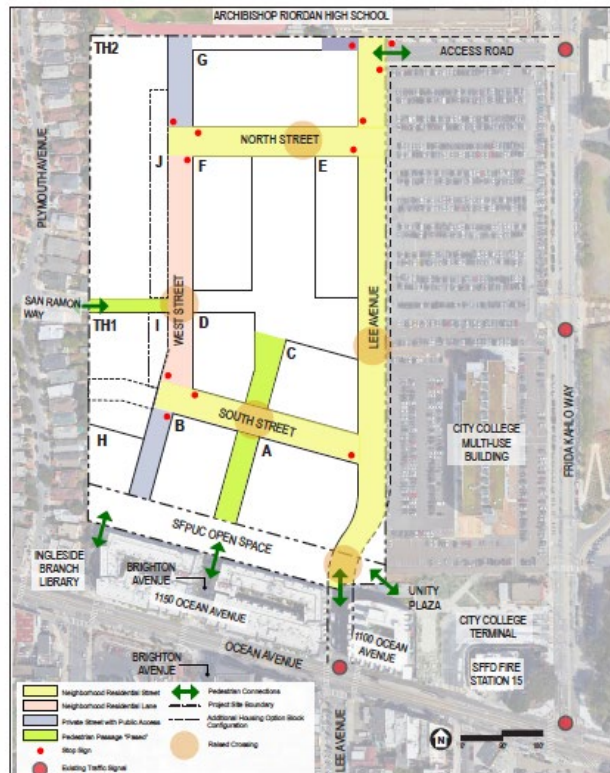 ARCHBISHOP RIORDAN HIGH SCHOOL
TH2
G
ACCESS ROAD
NORTH STREET
J
F
E
PLYMOUTH AVENUE
SAN RAMON
WAY
TH1
I
WEST STREET
D
C
LEE AVENUE
FRIDA KAHLO WAY
CITY COLLEGE
MULTI-USE
BUILDING
SOUTH STREET
B
A
H
SFPUC OPEN SPACE
INGLESIDE
BRANCH
LIBRARY
BRIGHTON
AVENUE
1150 OCEAN AVENUE
UNITY
PLAZA
OCEAN AVENUE
1100 OCEAN AVENUE
CITY COLLEGE
TERMINAL
SFFD FIRE
STATION 15
BRIGHTON
AVENUE
LEE AVENUE
Neighborhood Residential Street
Neighborhood Residential Lane
Private Street with Public Access
Pedestrian Passage "Paseo"
Stop Sign
Existing Traffic Signal
Pedestrian Connections
Project Site Boundary
Additional Housing Option Block
Configuration
Raised Crossing
N
0